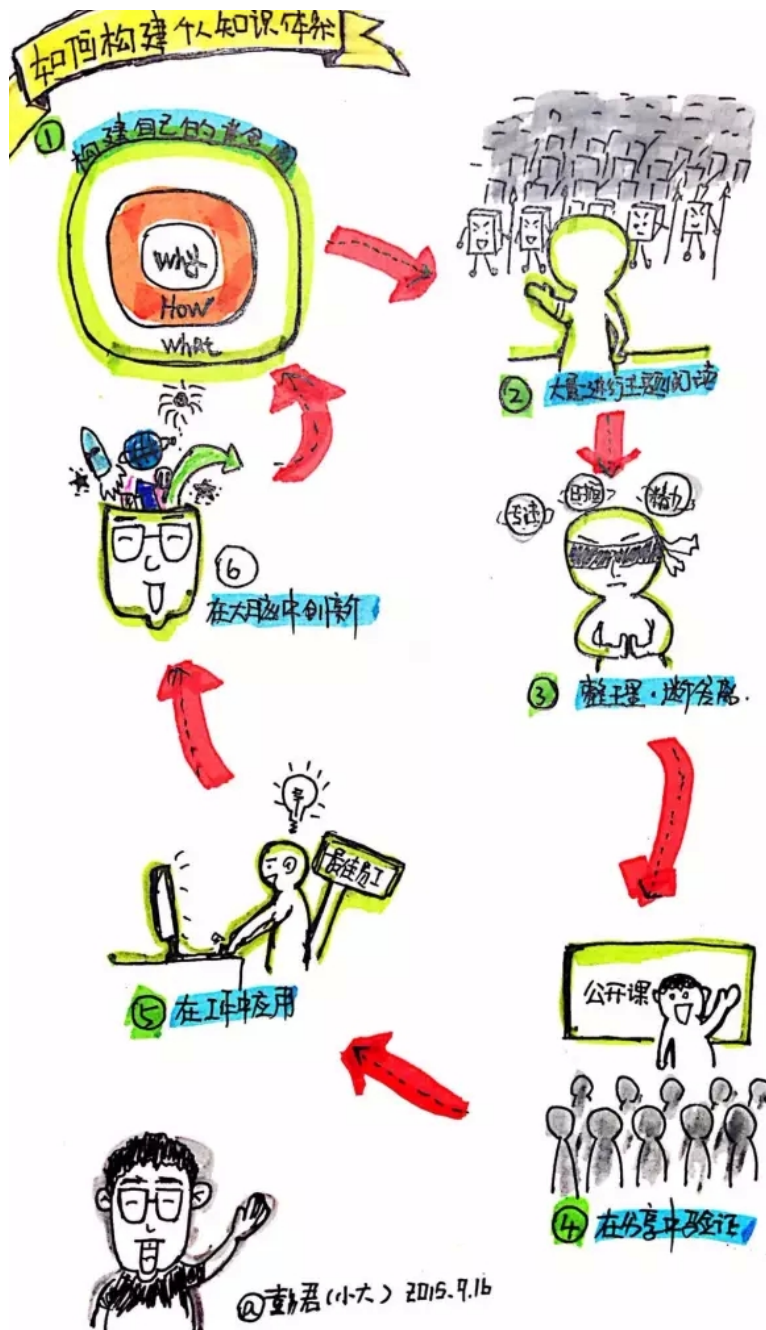 如何构建个人知识体系
①
构建自己的黄金圈
Why
How
What
② 大量进行主题阅读
专注
时间
精力
③ 整理·断舍离.
公开课
④ 在分享中验证
最佳员工
⑤ 在工作中应用
⑥
在大脑中创新
@彭君(小大) 2015.9.16